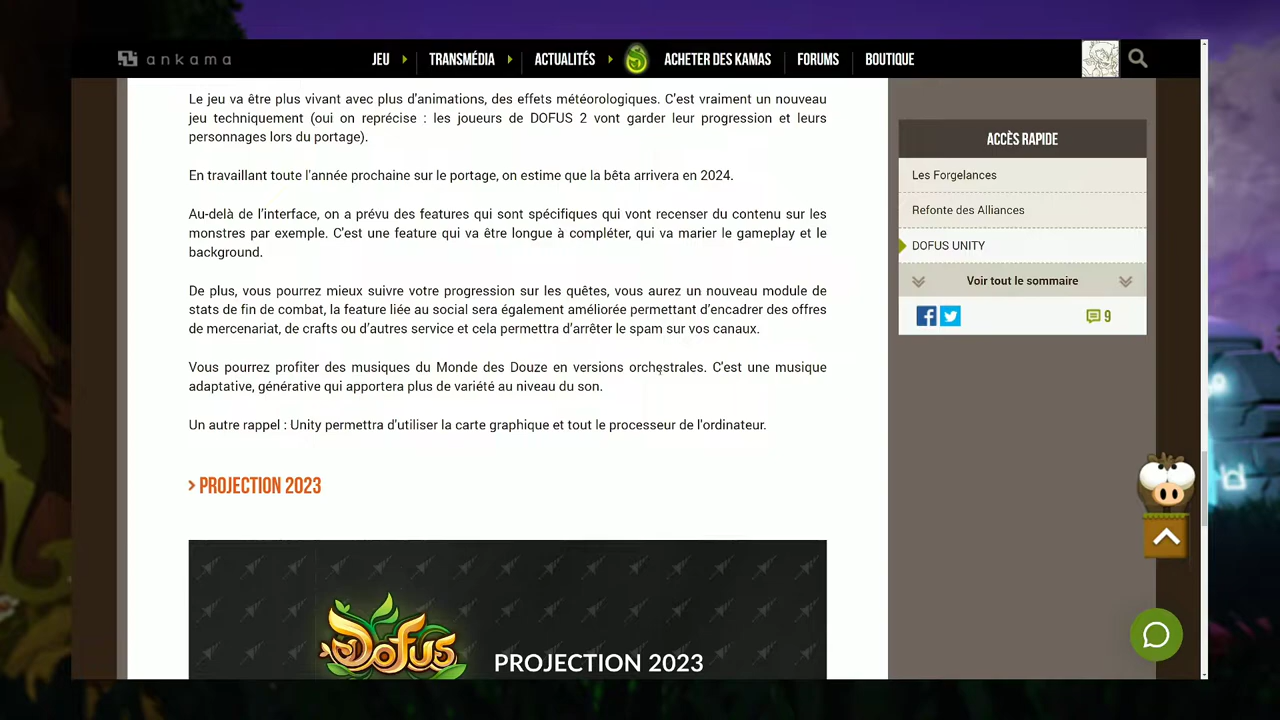 ankama
JEU
TRANSMÉDIA
ACTUALITÉS
ACHETER DES KAMAS
FORUMS
BOUTIQUE
Le jeu va être plus vivant avec plus d'animations, des effets météorologiques. C'est vraiment un nouveau
jeu techniquement (oui on reprécise : les joueurs de DOFUS 2 vont garder leur progression et leurs
personnages lors du portage).
En travaillant toute l'année prochaine sur le portage, on estime que la bêta arrivera en 2024.
Au-delà de l'interface, on a prévu des features qui sont spécifiques qui vont recenser du contenu sur les
monstres par exemple. C'est une feature qui va être longue à compléter, qui va marier le gameplay et le
background.
De plus, vous pourrez mieux suivre votre progression sur les quêtes, vous aurez un nouveau module de
stats de fin de combat, la feature liée au social sera également améliorée permettant d'encadrer des offres
de mercenariat, de crafts ou d'autres service et cela permettra d'arrêter le spam sur vos canaux.
Vous pourrez profiter des musiques du Monde des Douze en versions orchestrales. C'est une musique
adaptative, générative qui apportera plus de variété au niveau du son.
Un autre rappel : Unity permettra d'utiliser la carte graphique et tout le processeur de l'ordinateur.
> PROJECTION 2023
DOFUS
PROJECTION 2023
ACCÈS RAPIDE
Les Forgelances
Refonte des Alliances
DOFUS UNITY
Voir tout le sommaire
9